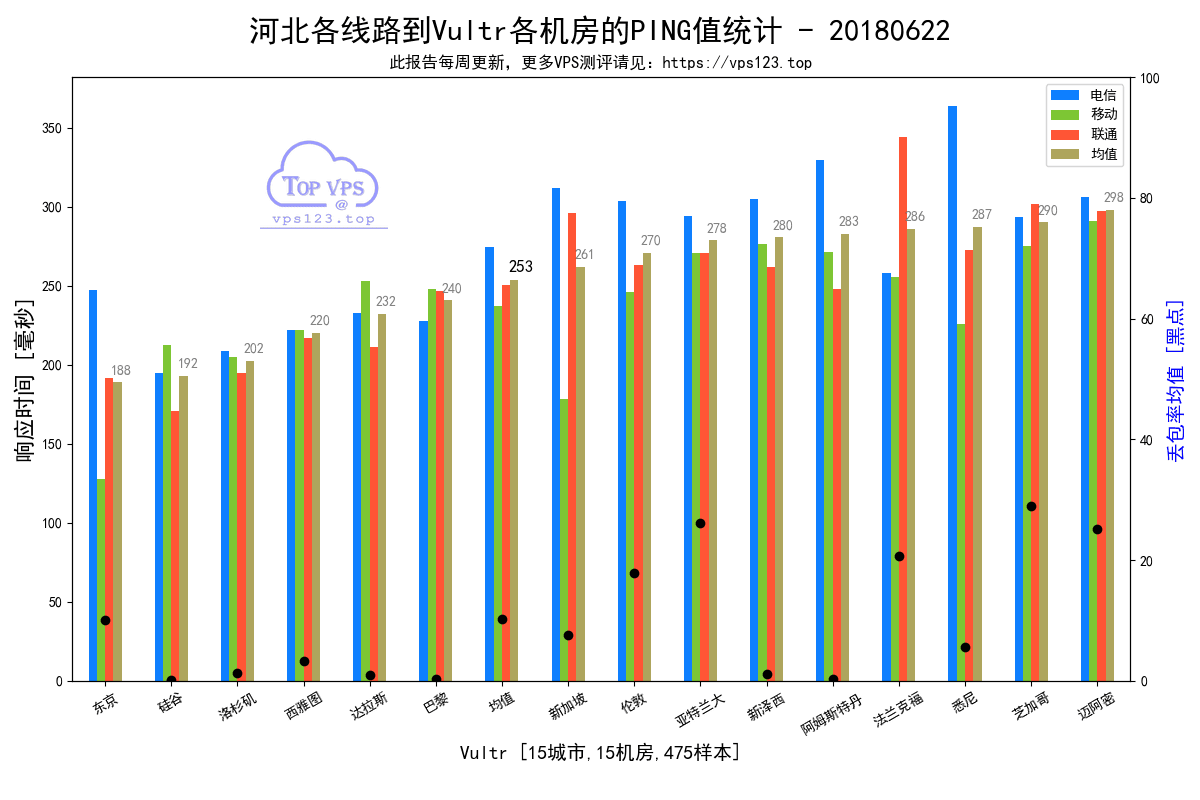 河北各线路到Vultr各机房的PING值统计 - 20180622
此报告每周更新，更多VPS测评请见：https://vps123.top
电信
移动
联通
均值
TOP VPS
@
vps123.top
响应时间 [毫秒]
350
300
250
200
150
100
50
0
188
192
202
220
232
240
253
261
270
278
280
283
286
287
290
298
100
80
60
40
20
0
丢包率均值 [黑点]
东京
硅谷
洛杉矶
西雅图
达拉斯
巴黎
均值
新加坡
伦敦
亚特兰大
新泽西
阿姆斯特丹
法兰克福
悉尼
芝加哥
迈阿密
Vultr [15城市,15机房,475样本]